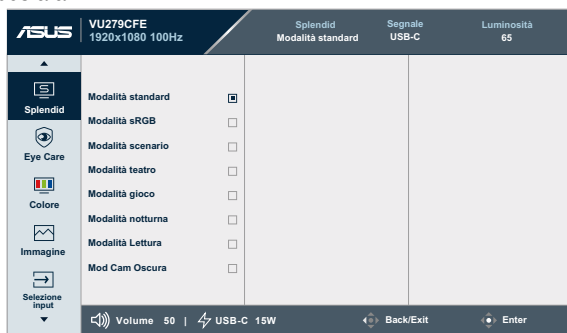 ASUS
VU279CFE
1920x1080 100Hz
Splendid
Modalità standard
Segnale
USB-C
Luminosità
65
Splendid
Eye Care
Colore
Immagine
Selezione
input
Modalità standard
Modalità sRGB
Modalità scenario
Modalità teatro
Modalità gioco
Modalità notturna
Modalità Lettura
Mod Cam Oscura
Volume 50 | USB-C 15W
Back/Exit
Enter